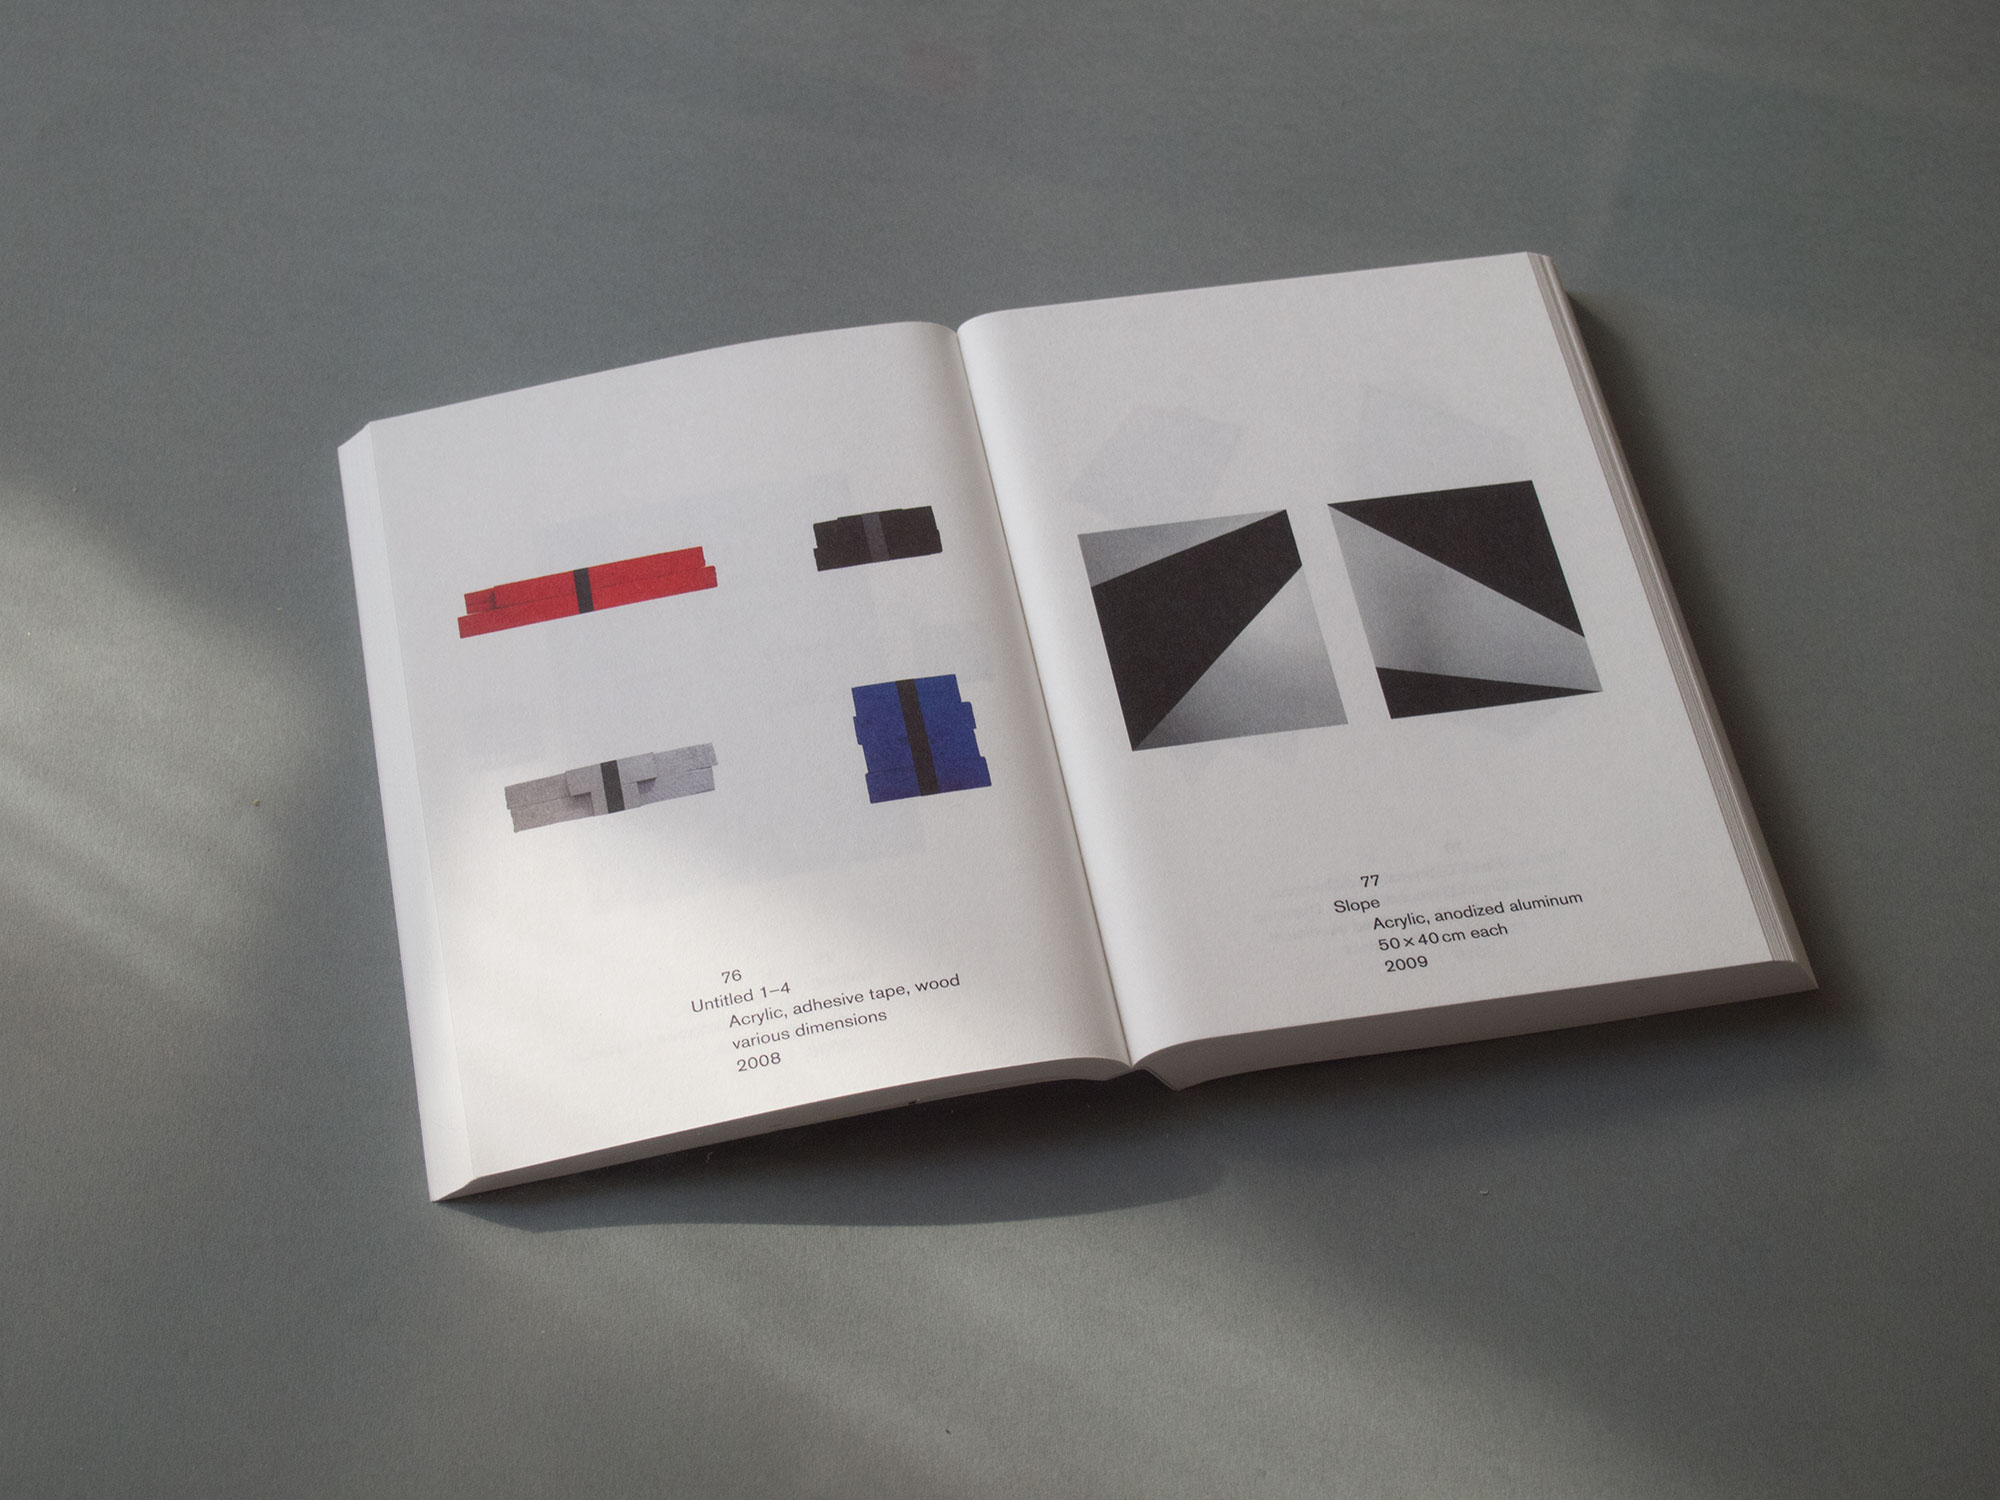 76
Untitled 1–4
Acrylic, adhesive tape, wood
various dimensions
2008
77
Slope
Acrylic, anodized aluminum
50 × 40 cm each
2009